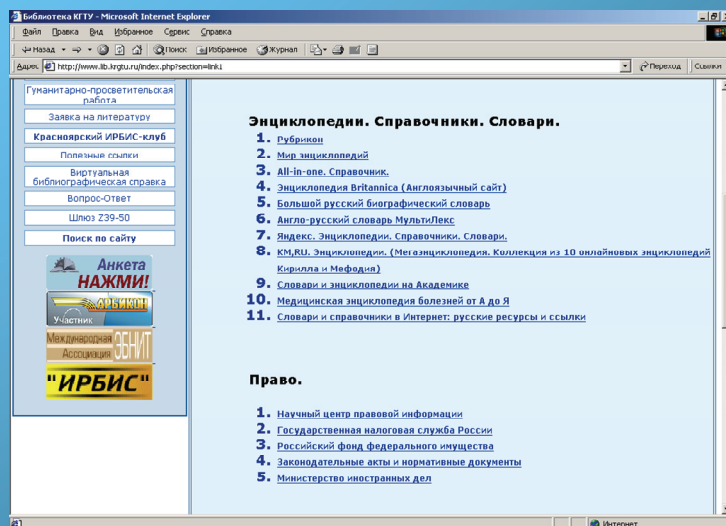 Библиотека КГТУ - Microsoft Internet Explorer
Файл Правка Вид Избранное Сервис Справка
Назад Поиск Избранное Журнал
Адрес http://www.lib.krgtu.ru/index.php?section=link1 Переход Ссылки
Гуманитарно-просветительская
работа
Заявка на литературу
Красноярский ИРБИС-клуб
Полезные ссылки
Виртуальная
библиографическая справка
Вопрос-Ответ
Шлюз Z39-50
Поиск по сайту
Анкета
НАЖМИ!
АРБИКОН
Участник
Международная
Ассоциация ЭБНИТ
"ИРБИС"
Энциклопедии. Справочники. Словари.
1. Рубрикон
2. Мир энциклопедий
3. All-in-one. Справочник.
4. Энциклопедия Britannica (Англоязычный сайт)
5. Большой русский биографический словарь
6. Англо-русский словарь МультиЛекс
7. Яндекс. Энциклопедии. Справочники. Словари.
8. KM,RU. Энциклопедии. (Мегаэнциклопедия. Коллекция из 10 онлайновых энциклопедий
Кирилла и Мефодия)
9. Словари и энциклопедии на Академике
10. Медицинская энциклопедия болезней от А до Я
11. Словари и справочники в Интернет: русские ресурсы и ссылки
Право.
1. Научный центр правовой информации
2. Государственная налоговая служба России
3. Российский фонд федерального имущества
4. Законодательные акты и нормативные документы
5. Министерство иностранных дел
Интернет